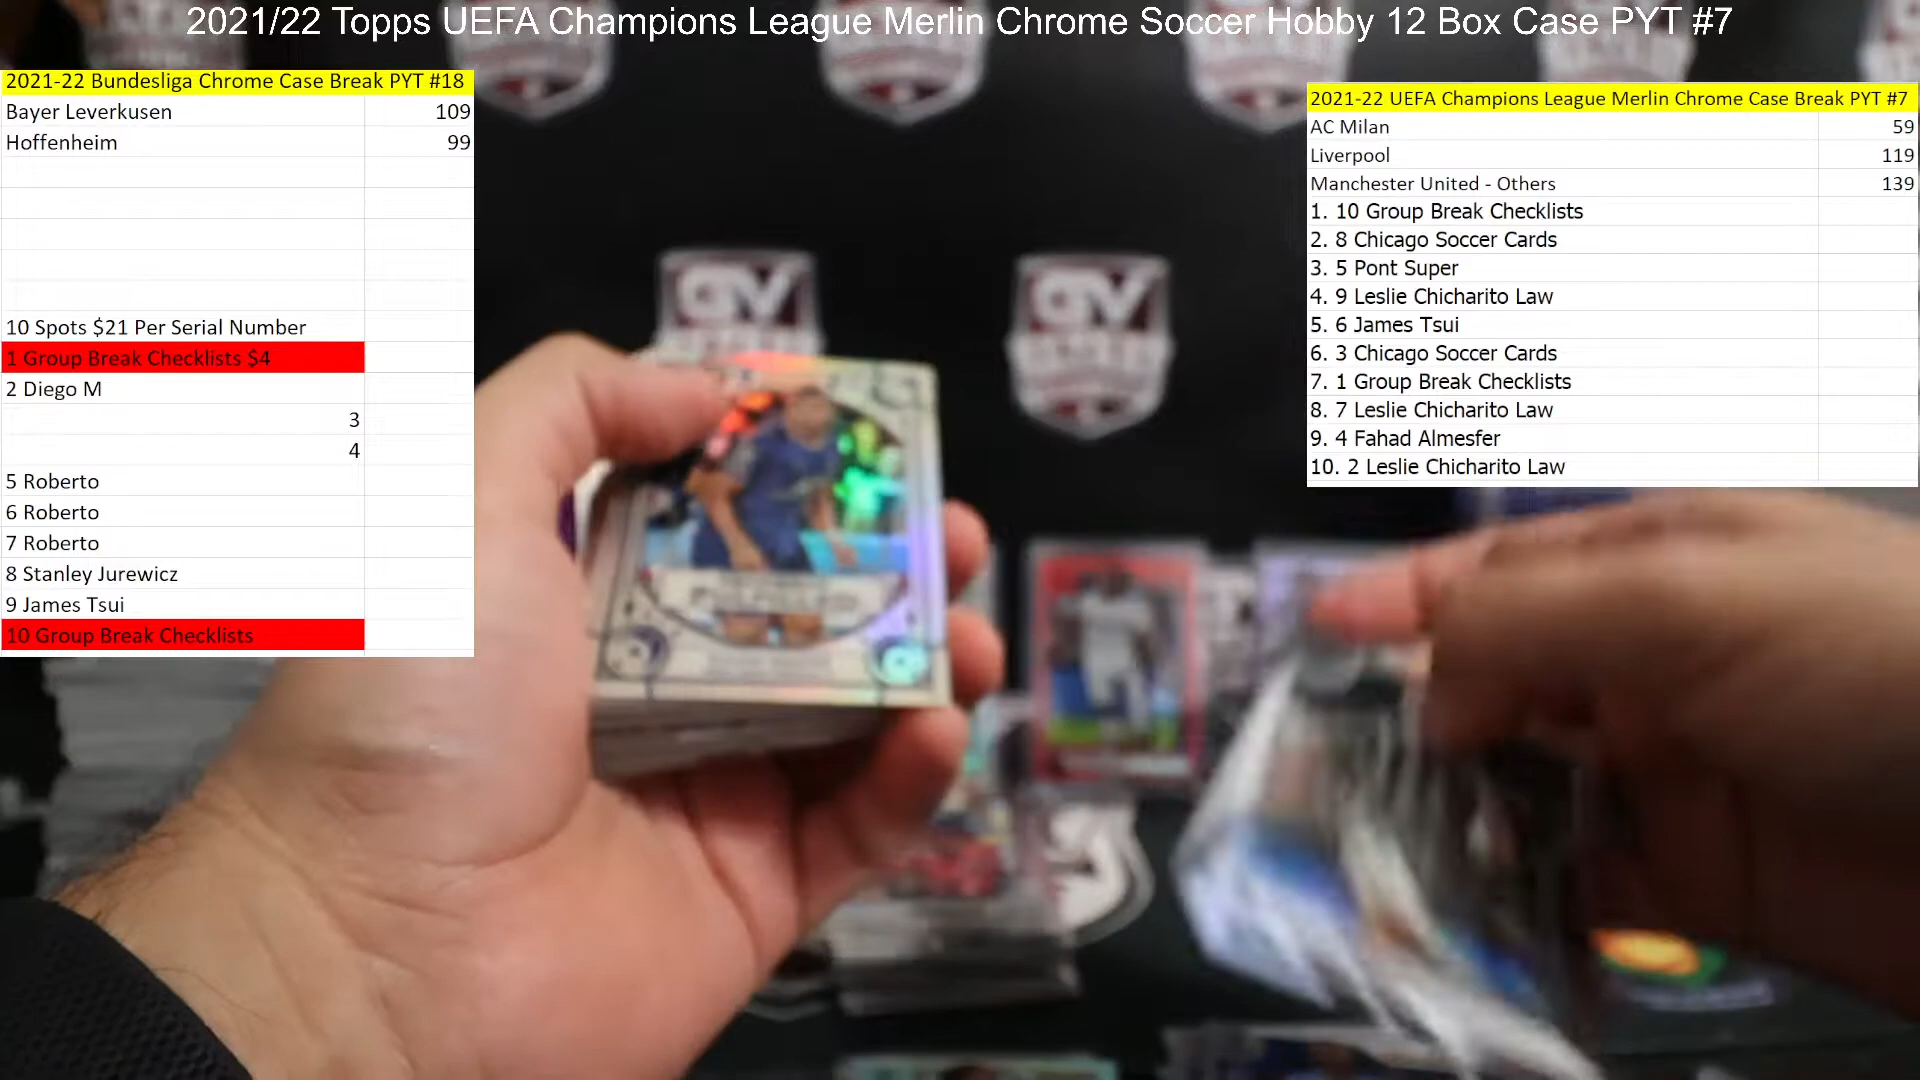 2021/22 Topps UEFA Champions League Merlin Chrome Soccer Hobby 12 Box Case PYT #7
2021-22 Bundesliga Chrome Case Break PYT #18
Bayer Leverkusen 109
Hoffenheim 99
10 Spots $21 Per Serial Number
1 Group Break Checklists $4
2 Diego M
3
4
5 Roberto
6 Roberto
7 Roberto
8 Stanley Jurewicz
9 James Tsui
10 Group Break Checklists
2021-22 UEFA Champions League Merlin Chrome Case Break PYT #7
AC Milan 59
Liverpool 119
Manchester United - Others 139
1. 10 Group Break Checklists
2. 8 Chicago Soccer Cards
3. 5 Pont Super
4. 9 Leslie Chicharito Law
5. 6 James Tsui
6. 3 Chicago Soccer Cards
7. 1 Group Break Checklists
8. 7 Leslie Chicharito Law
9. 4 Fahad Almesfer
10. 2 Leslie Chicharito Law
GV
GV